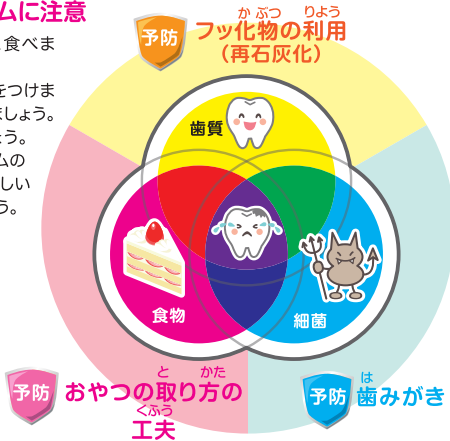 ムに注意
食べま
をつけま
ましょう。
ょう。
ムの
しい
う。
予防
か ぶつ りよう
フッ化物の利用
(再石灰化)
歯質
食物
細菌
予防
と かた
おやつの取り方の
くふう
工夫
予防
は
歯みがき